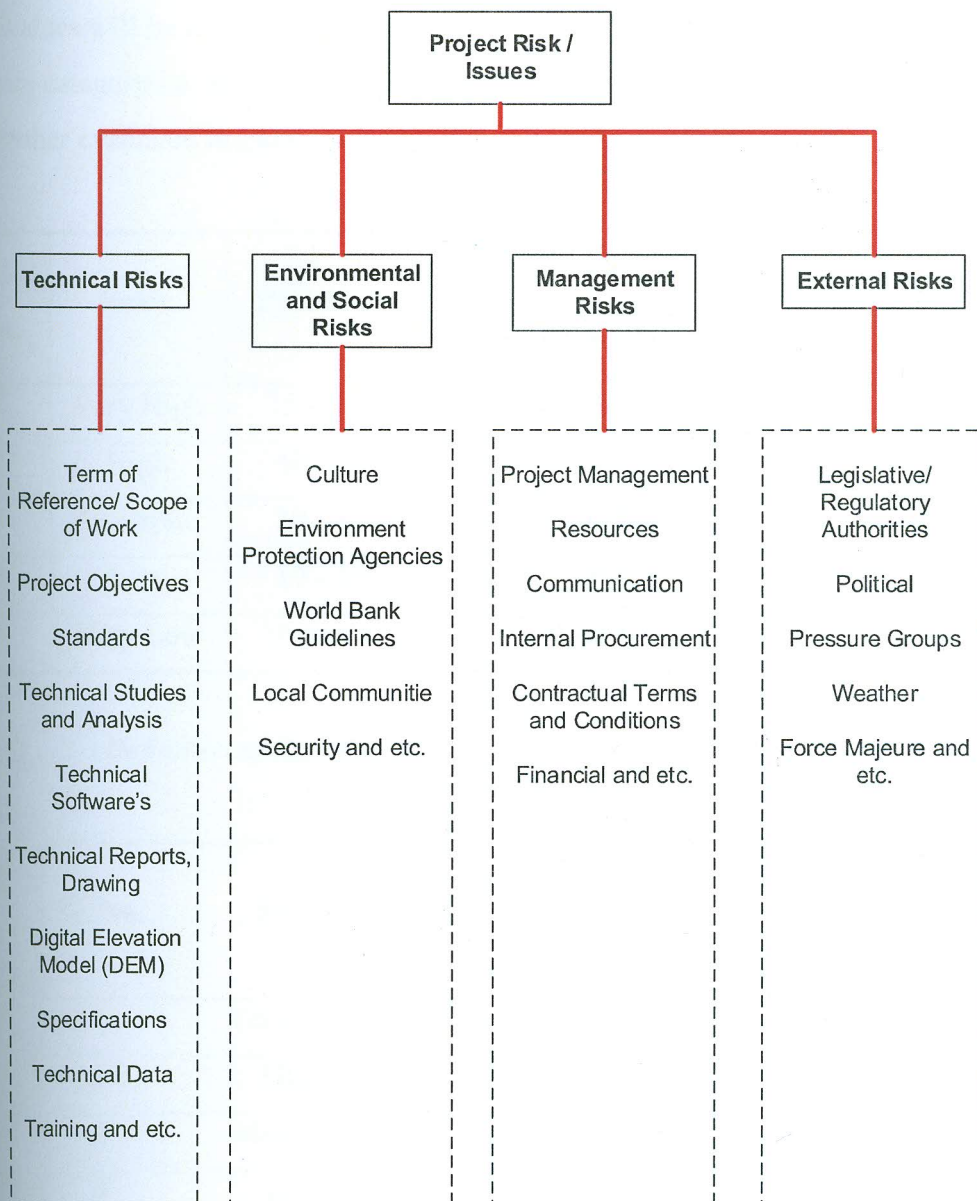 Project Risk /
Issues
Technical Risks
Environmental
and Social
Risks
Management
Risks
External Risks
Term of
Reference/ Scope
of Work
Project Objectives
Standards
Technical Studies
and Analysis
Technical
Software's
Technical Reports,
Drawing
Digital Elevation
Model (DEM)
Specifications
Technical Data
Training and etc.
Culture
Environment
Protection Agencies
World Bank
Guidelines
Local Communitie
Security and etc.
Project Management
Resources
Communication
Internal Procurement
Contractual Terms
and Conditions
Financial and etc.
Legislative/
Regulatory
Authorities
Political
Pressure Groups
Weather
Force Majeure and
etc.